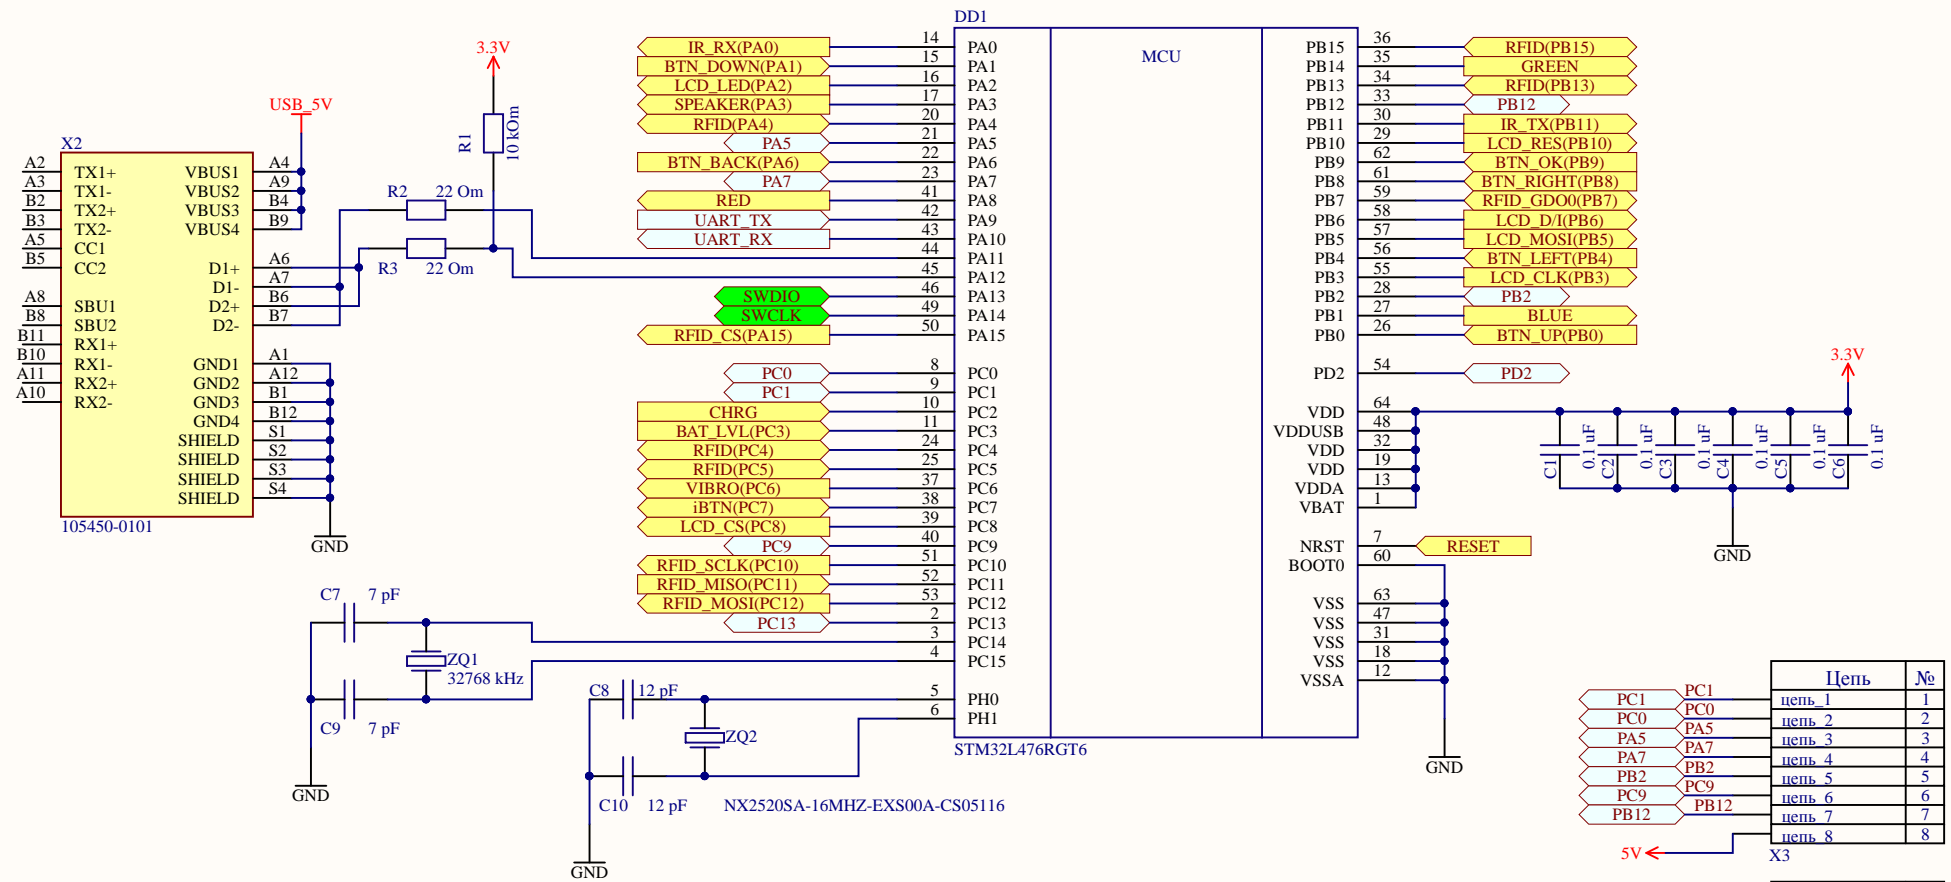 X2
USB_5V
A2 TX1+ VBUS1 A4
A3 TX1- VBUS2 A9
B2 TX2+ VBUS3 B4
B3 TX2- VBUS4 B9
A5 CC1
B5 CC2 D1+ A6
D1- A7
A8 SBU1 D2+ B6
B8 SBU2 D2- B7
B11 RX1+
B10 RX1- GND1 A1
A11 RX2+ GND2 A12
A10 RX2- GND3 B1
GND4 B12
SHIELD S1
SHIELD S2
SHIELD S3
SHIELD S4
105450-0101
GND
3.3V
R1
10 kOm
R2 22 Om
R3 22 Om
DD1
MCU
IR_RX(PA0) 14 PA0
BTN_DOWN(PA1) 15 PA1
LCD_LED(PA2) 16 PA2
SPEAKER(PA3) 17 PA3
RFID(PA4) 20 PA4
PA5 21 PA5
BTN_BACK(PA6) 22 PA6
PA7 23 PA7
RED 41 PA8
UART_TX 42 PA9
UART_RX 43 PA10
44 PA11
45 PA12
SWDIO 46 PA13
SWCLK 49 PA14
RFID_CS(PA15) 50 PA15
PC0 8 PC0
PC1 9 PC1
CHRG 10 PC2
BAT_LVL(PC3) 11 PC3
RFID(PC4) 24 PC4
RFID(PC5) 25 PC5
VIBRO(PC6) 37 PC6
iBTN(PC7) 38 PC7
LCD_CS(PC8) 39 PC8
PC9 40 PC9
RFID_SCLK(PC10) 51 PC10
RFID_MISO(PC11) 52 PC11
RFID_MOSI(PC12) 53 PC12
PC13 2 PC13
3 PC14
4 PC15
5 PH0
6 PH1
STM32L476RGT6
PB15 36 RFID(PB15)
PB14 35 GREEN
PB13 34 RFID(PB13)
PB12 33 PB12
PB11 30 IR_TX(PB11)
PB10 29 LCD_RES(PB10)
PB9 62 BTN_OK(PB9)
PB8 61 BTN_RIGHT(PB8)
PB7 59 RFID_GDO0(PB7)
PB6 58 LCD_D/I(PB6)
PB5 57 LCD_MOSI(PB5)
PB4 56 BTN_LEFT(PB4)
PB3 55 LCD_CLK(PB3)
PB2 28 PB2
PB1 27 BLUE
PB0 26 BTN_UP(PB0)
PD2 54 PD2
VDD 64
VDDUSB 48
VDD 32
VDD 19
VDDA 13
VBAT 1
NRST 7 RESET
BOOT0 60
VSS 63
VSS 47
VSS 31
VSS 18
VSSA 12
GND
3.3V
C1 0.1 uF
C2 0.1 uF
C3 0.1 uF
C4 0.1 uF
C5 0.1 uF
C6 0.1 uF
GND
C7 7 pF
ZQ1
32768 kHz
C9 7 pF
GND
C8 12 pF
ZQ2
C10 12 pF NX2520SA-16MHZ-EXS00A-CS05116
GND
Цепь №
PC1 PC1 цепь_1 1
PC0 PC0 цепь_2 2
PA5 PA5 цепь_3 3
PA7 PA7 цепь_4 4
PB2 PB2 цепь_5 5
PC9 PC9 цепь_6 6
PB12 PB12 цепь_7 7
5V цепь_8 8
X3